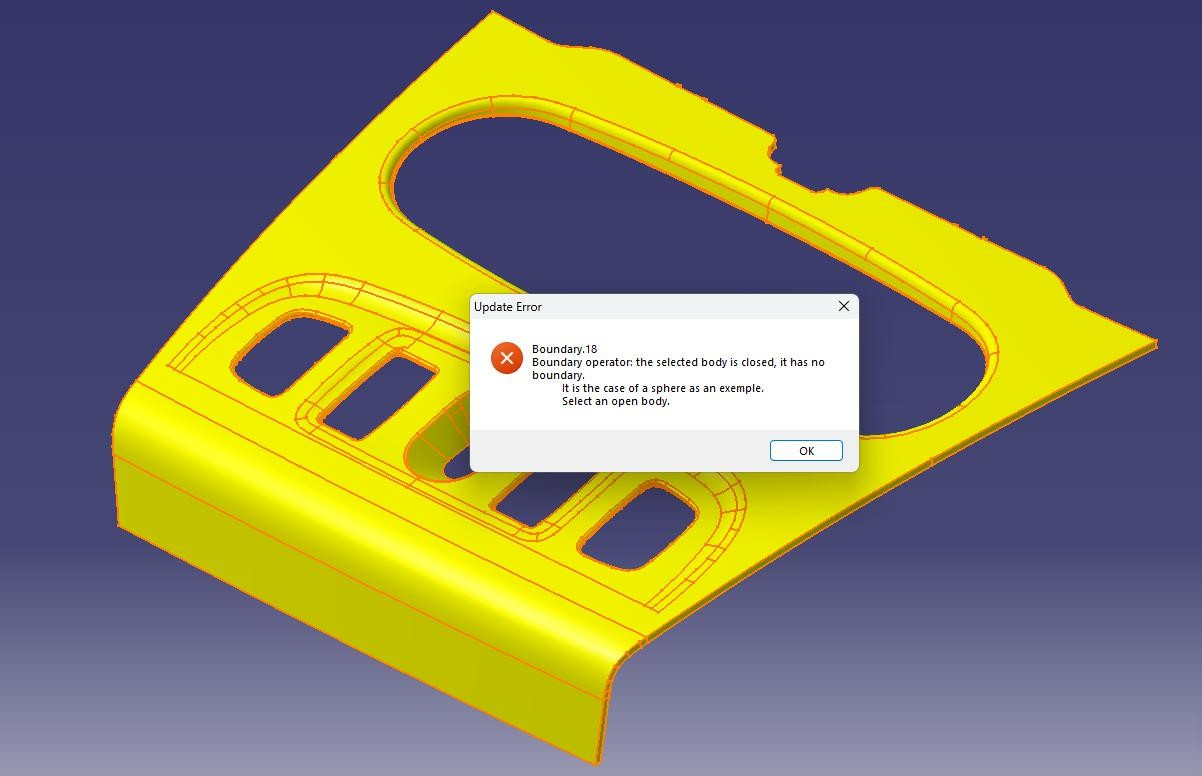 Update Error
Boundary.18
Boundary operator: the selected body is closed, it has no
boundary.
It is the case of a sphere as an exemple.
Select an open body.
OK